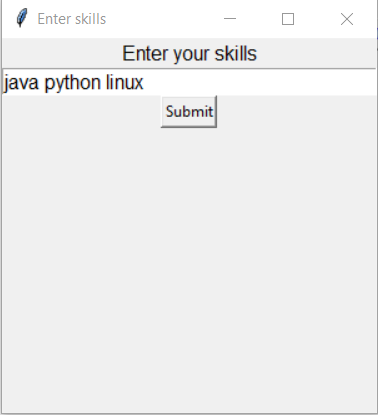 Enter skills
Enter your skills
java python linux
Submit